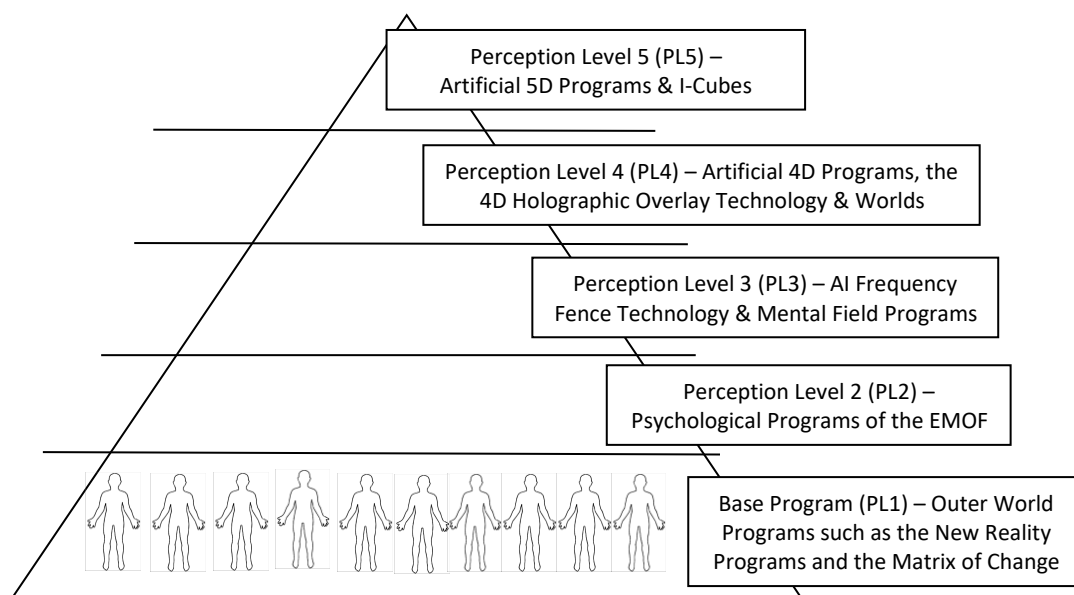 Perception Level 5 (PL5) –
Artificial 5D Programs & I-Cubes
Perception Level 4 (PL4) – Artificial 4D Programs, the
4D Holographic Overlay Technology & Worlds
Perception Level 3 (PL3) – AI Frequency
Fence Technology & Mental Field Programs
Perception Level 2 (PL2) –
Psychological Programs of the EMOF
Base Program (PL1) – Outer World
Programs such as the New Reality
Programs and the Matrix of Change